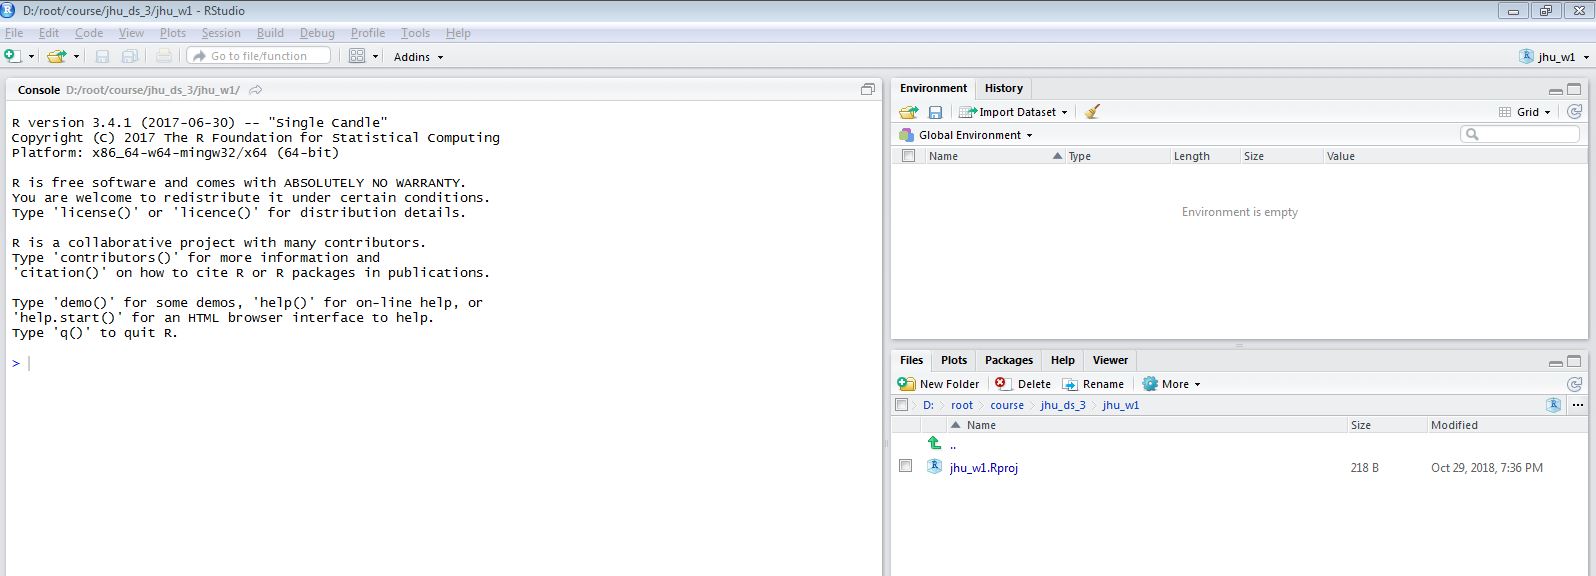 D:/root/course/jhu_ds_3/jhu_w1 - RStudio
File Edit Code View Plots Session Build Debug Profile Tools Help
Go to file/function Addins jhu_w1
Console D:/root/course/jhu_ds_3/jhu_w1/
R version 3.4.1 (2017-06-30) -- "Single Candle"
Copyright (C) 2017 The R Foundation for Statistical Computing
Platform: x86_64-w64-mingw32/x64 (64-bit)
R is free software and comes with ABSOLUTELY NO WARRANTY.
You are welcome to redistribute it under certain conditions.
Type 'license()' or 'licence()' for distribution details.
R is a collaborative project with many contributors.
Type 'contributors()' for more information and
'citation()' on how to cite R or R packages in publications.
Type 'demo()' for some demos, 'help()' for on-line help, or
'help.start()' for an HTML browser interface to help.
Type 'q()' to quit R.
>
Environment History
Import Dataset Grid
Global Environment
Name Type Length Size Value
Environment is empty
Files Plots Packages Help Viewer
New Folder Delete Rename More
D: root course jhu_ds_3 jhu_w1 ...
Name Size Modified
..
jhu_w1.Rproj 218 B Oct 29, 2018, 7:36 PM